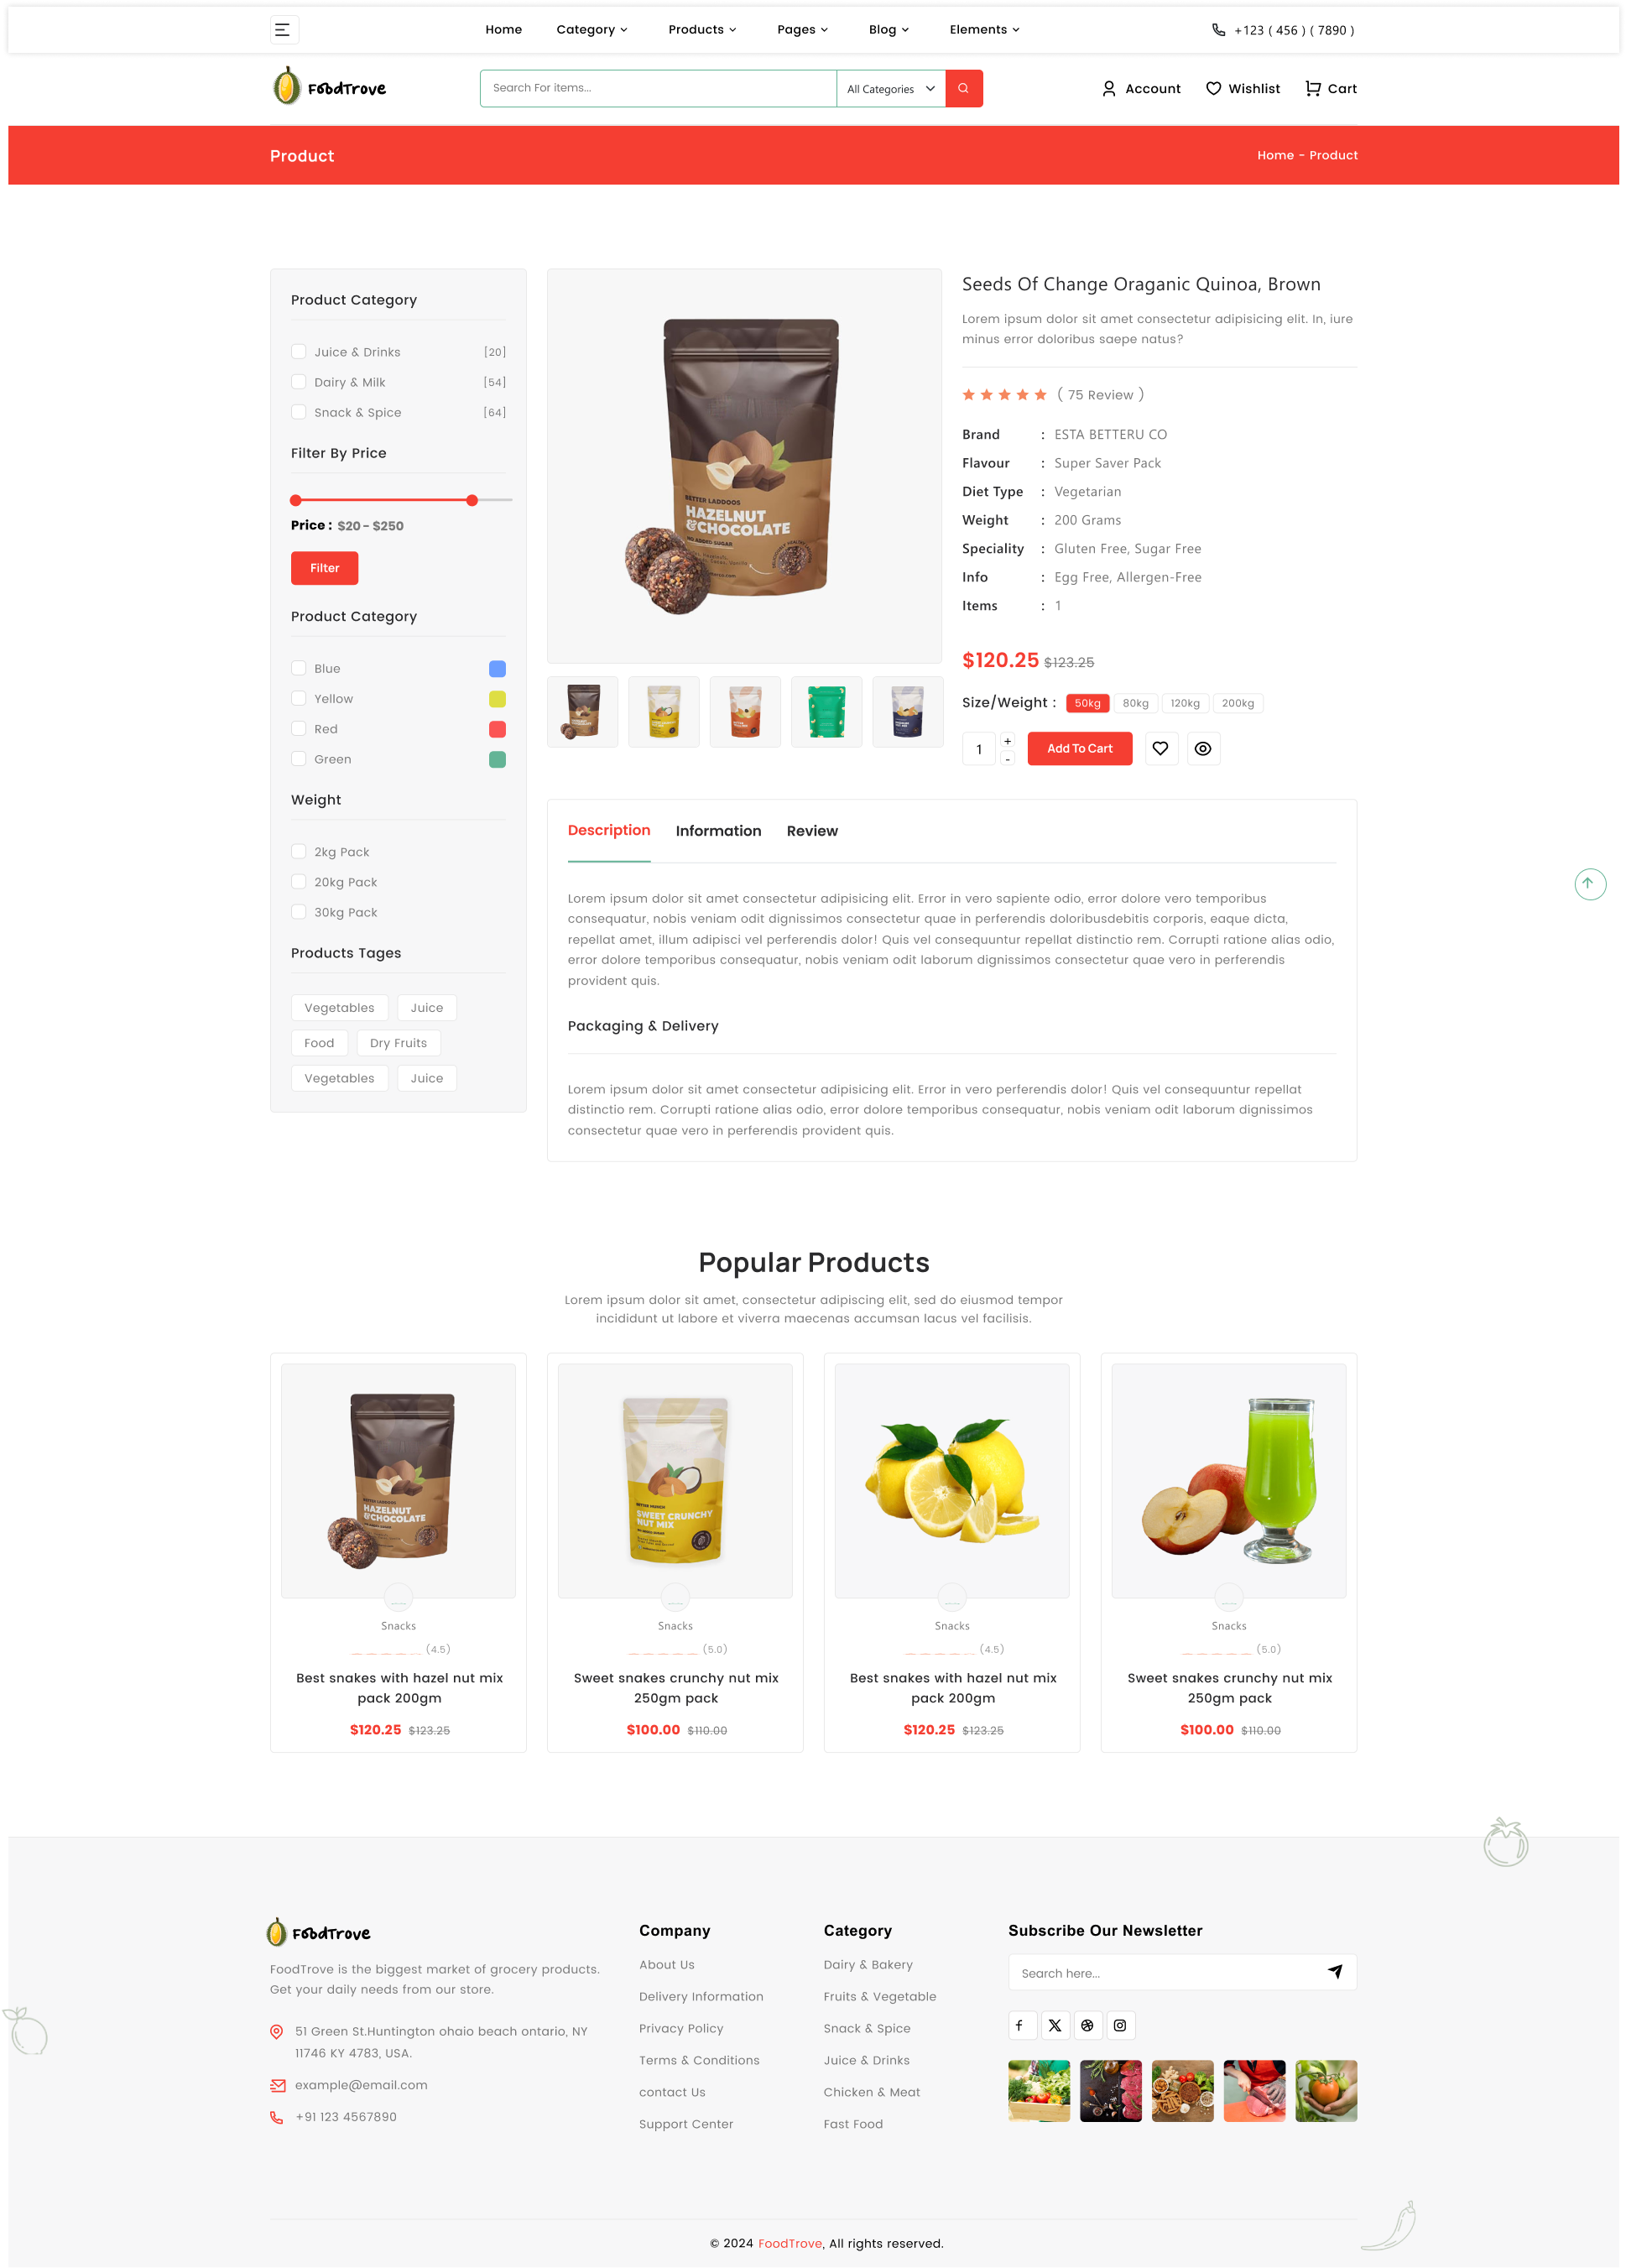 Home Category Products Pages Blog Elements +123 ( 456 ) ( 7890 )
FoodTrove Search For items... All Categories Account Wishlist Cart
Product Home - Product
Product Category
Juice & Drinks [20]
Dairy & Milk [54]
Snack & Spice [64]
Filter By Price
Price : $20 - $250
Filter
Product Category
Blue
Yellow
Red
Green
Weight
2kg Pack
20kg Pack
30kg Pack
Products Tages
Vegetables Juice
Food Dry Fruits
Vegetables Juice
BETTER LADDOOS
HAZELNUT
&CHOCOLATE
NO ADDED SUGAR
Seeds Of Change Oraganic Quinoa, Brown
Lorem ipsum dolor sit amet consectetur adipisicing elit. In, iure
minus error doloribus saepe natus?
( 75 Review )
Brand : ESTA BETTERU CO
Flavour : Super Saver Pack
Diet Type : Vegetarian
Weight : 200 Grams
Speciality : Gluten Free, Sugar Free
Info : Egg Free, Allergen-Free
Items : 1
$120.25 $123.25
Size/Weight : 50kg 80kg 120kg 200kg
1 + - Add To Cart
Description Information Review
Lorem ipsum dolor sit amet consectetur adipisicing elit. Error in vero sapiente odio, error dolore vero temporibus
consequatur, nobis veniam odit dignissimos consectetur quae in perferendis doloribusdebitis corporis, eaque dicta,
repellat amet, illum adipisci vel perferendis dolor! Quis vel consequuntur repellat distinctio rem. Corrupti ratione alias odio,
error dolore temporibus consequatur, nobis veniam odit laborum dignissimos consectetur quae vero in perferendis
provident quis.
Packaging & Delivery
Lorem ipsum dolor sit amet consectetur adipisicing elit. Error in vero perferendis dolor! Quis vel consequuntur repellat
distinctio rem. Corrupti ratione alias odio, error dolore temporibus consequatur, nobis veniam odit laborum dignissimos
consectetur quae vero in perferendis provident quis.
Popular Products
Lorem ipsum dolor sit amet, consectetur adipiscing elit, sed do eiusmod tempor
incididunt ut labore et viverra maecenas accumsan lacus vel facilisis.
BETTER LADDOOS
HAZELNUT
&CHOCOLATE
Snacks
(4.5)
Best snakes with hazel nut mix
pack 200gm
$120.25 $123.25
SWEET CRUNCHY
NUT MIX
Snacks
(5.0)
Sweet snakes crunchy nut mix
250gm pack
$100.00 $110.00
Snacks
(4.5)
Best snakes with hazel nut mix
pack 200gm
$120.25 $123.25
Snacks
(5.0)
Sweet snakes crunchy nut mix
250gm pack
$100.00 $110.00
FoodTrove
FoodTrove is the biggest market of grocery products.
Get your daily needs from our store.
51 Green St.Huntington ohaio beach ontario, NY
11746 KY 4783, USA.
example@email.com
+91 123 4567890
Company
About Us
Delivery Information
Privacy Policy
Terms & Conditions
contact Us
Support Center
Category
Dairy & Bakery
Fruits & Vegetable
Snack & Spice
Juice & Drinks
Chicken & Meat
Fast Food
Subscribe Our Newsletter
Search here...
© 2024 FoodTrove, All rights reserved.